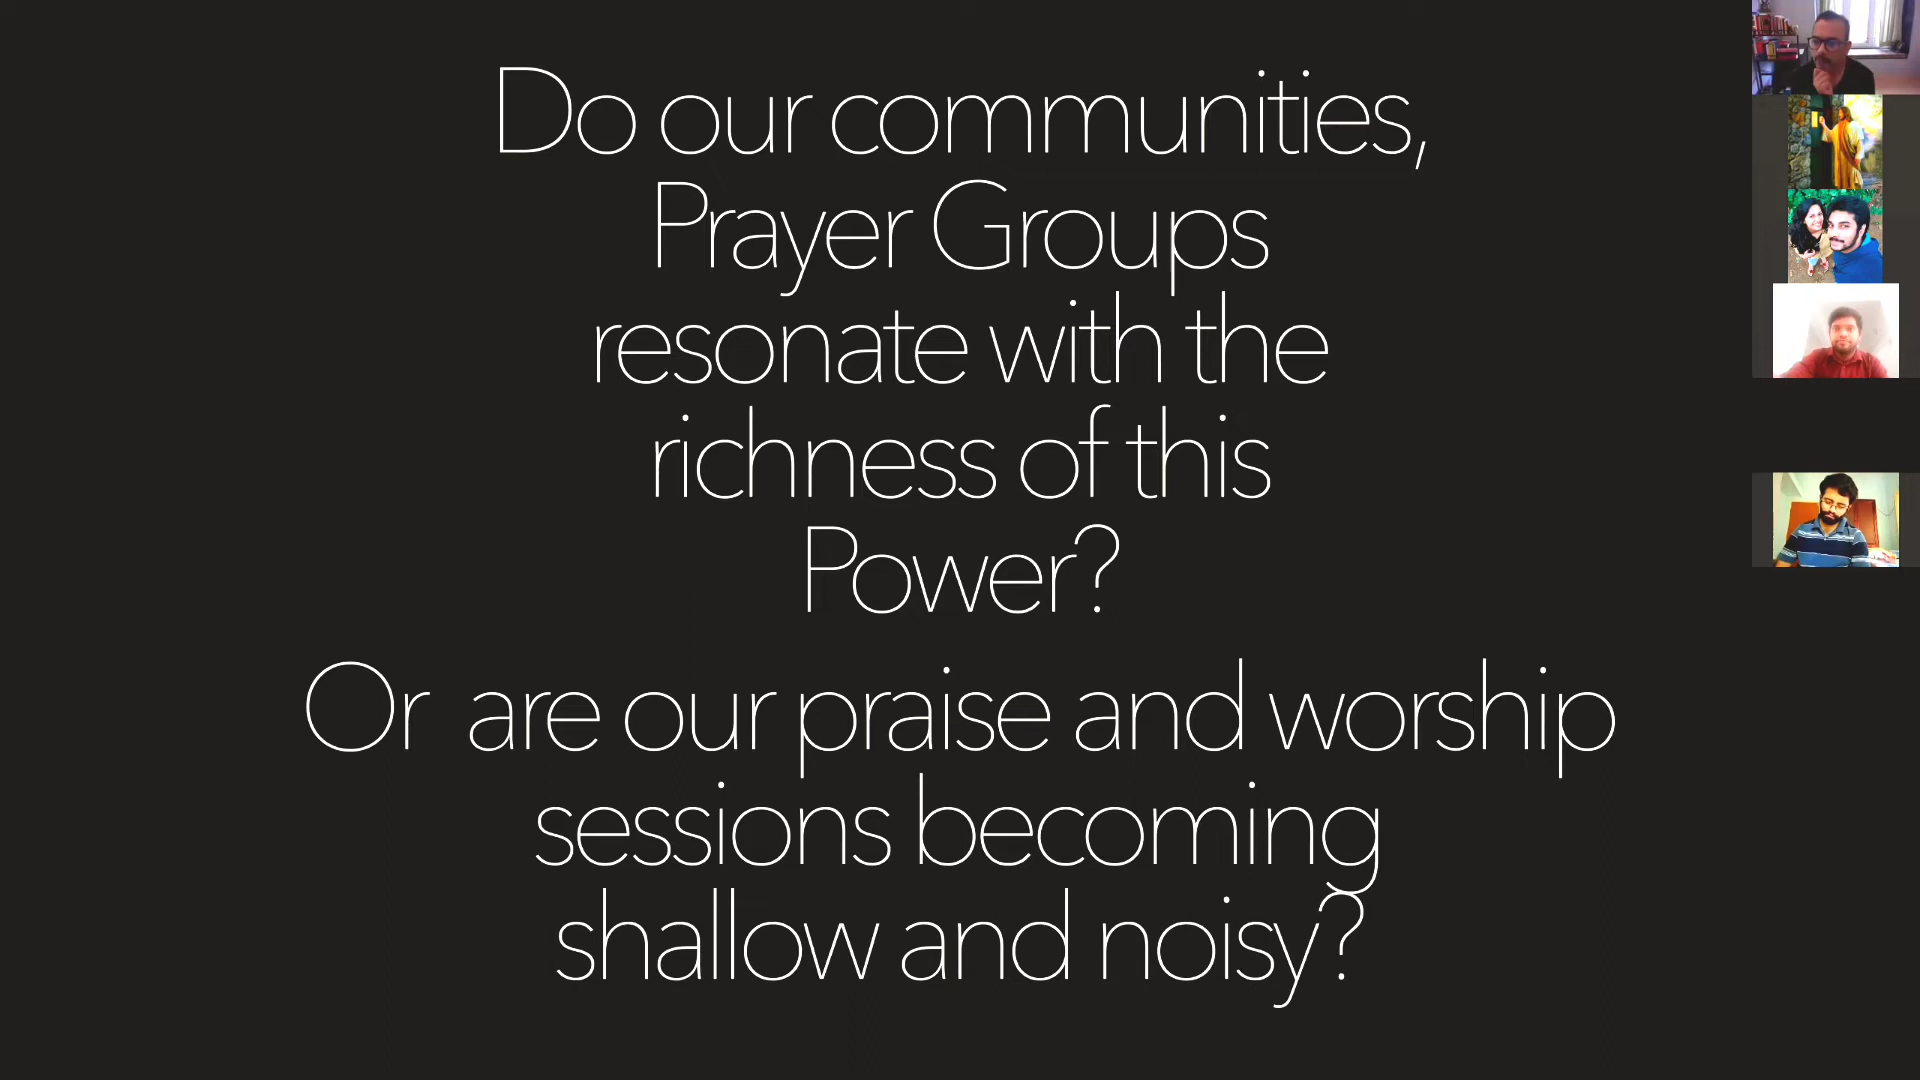 Do our communities,
Prayer Groups
resonate with the
richness of this
Power?
Or are our praise and worship
sessions becoming
shallow and noisy?